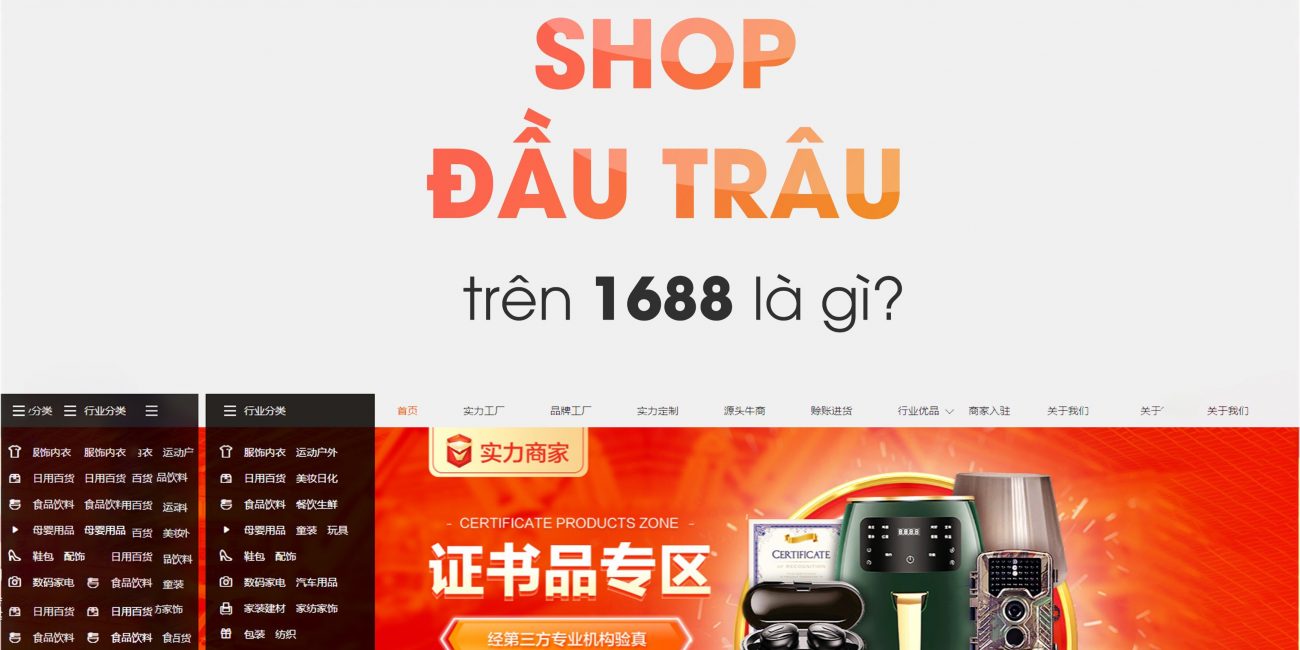 SHOP
ĐẦU TRÂU
trên 1688 là gì?
分类 行业分类
行业分类
首页 实力工厂 品牌工厂 实力定制 源头牛商 赊账进货 行业优品 商家入驻 关于我们 关于 关于我们
服饰内衣 服饰内衣 衣 运动户
服饰内衣 运动户外
日用百货 日用百货 百货 品饮料
日用百货 美妆日化
食品饮料 食品饮料 用百货
食品饮料 餐饮生鲜
母婴用品 母婴用品 百货 美妆
母婴用品 童装 玩具
鞋包 配饰 日用百货 品饮料
鞋包 配饰
数码家电 食品饮料 童装
数码家电 汽车用品
日用百货 日用百货 家饰
家装建材 家纺家饰
食品饮料 食品饮料 百货
包装 纺织
实力商家
- CERTIFICATE PRODUCTS ZONE -
证书品专区
经第三方专业机构验真
CERTIFICATE
OF RECOGNITION
8888